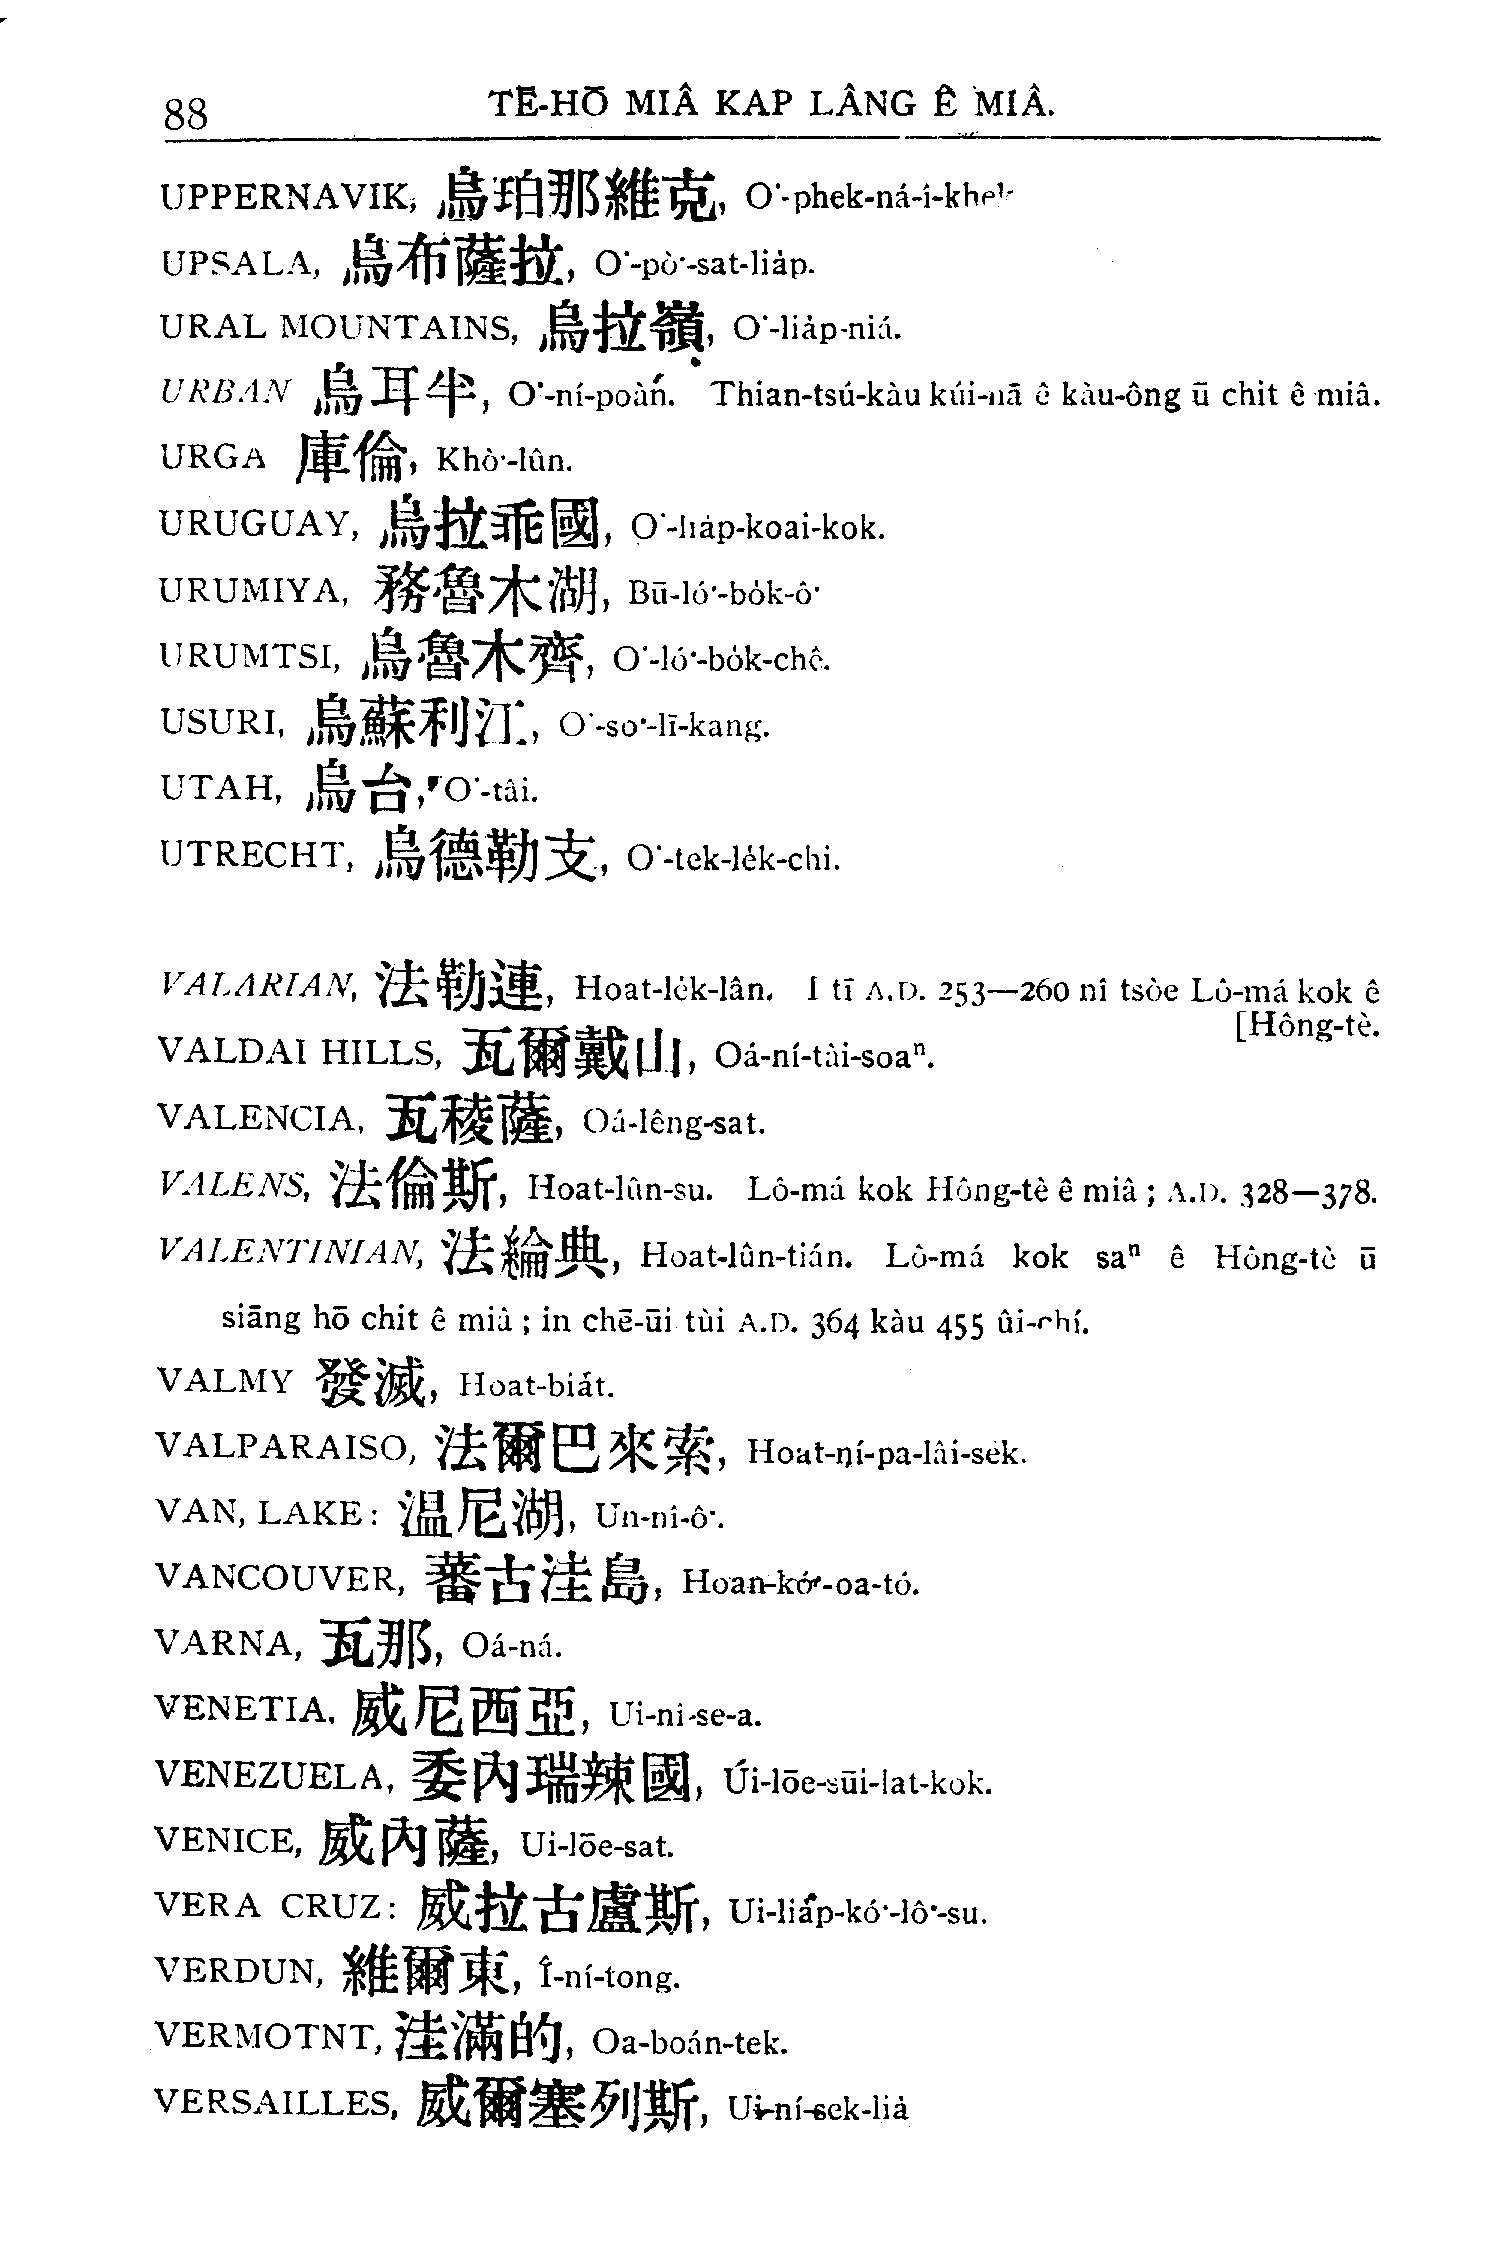 88 TĒ-HŌ MIÂ KAP LÂNG Ê MIÂ.
UPPERNAVIK, 烏珀那維克, O͘-phek-ná-î-khek
UPSALA, 烏布薩拉, O͘-pò͘-sat-lia̍p.
URAL MOUNTAINS, 烏拉嶺, O͘-lia̍p-niá.
URBAN 烏耳半, O͘-ní-poàn. Thian-tsú-kàu kúi-nā ê kàu-ông ū chit ê miâ.
URGA 庫倫, Khò͘-lûn.
URUGUAY, 烏拉乖國, O͘-lia̍p-koai-kok.
URUMIYA, 務魯木湖, Bū-ló͘-bo̍k-ô͘
URUMTSI, 烏魯木齊, O͘-ló͘-bo̍k-chê.
USURI, 烏蘇利江, O͘-so͘-lī-kang.
UTAH, 烏台, O͘-tâi.
UTRECHT, 烏德勒支, O͘-tek-le̍k-chi.
VALARIAN, 法勒連, Hoat-le̍k-lân. I tī A.D. 253—260 nî tsòe Lô-má kok ê
[Hông-tè.
VALDAI HILLS, 瓦爾戴山, Oá-ní-tài-soaⁿ.
VALENCIA, 瓦稜薩, Oá-lêng-sat.
VALENS, 法倫斯, Hoat-lûn-su. Lô-má kok Hông-tè ê miâ ; A.D. 328—378.
VALENTINIAN, 法綸典, Hoat-lûn-tián. Lô-má kok saⁿ ê Hông-tè ū
siāng hō chit ê miâ ; in chē-ūi tùi A.D. 364 kàu 455 ûi-chí.
VALMY 發滅, Hoat-bia̍t.
VALPARAISO, 法爾巴來索, Hoat-ní-pa-lâi-sek.
VAN, LAKE : 温尼湖, Un-nî-ô͘.
VANCOUVER, 蕃古洼島, Hoan-kó͘-oa-tó.
VARNA, 瓦那, Oá-ná.
VENETIA, 威尼西亞, Ui-ni-se-a.
VENEZUELA, 委內瑞辣國, Úi-lōe-sūi-lat-kok.
VENICE, 威內薩, Ui-lōe-sat.
VERA CRUZ : 威拉古盧斯, Ui-lia̍p-kó͘-lô͘-su.
VERDUN, 維爾東, Î-ní-tong.
VERMOTNT, 洼滿的, Oa-boán-tek.
VERSAILLES, 威爾塞列斯, Ui-ní-sek-lia̍